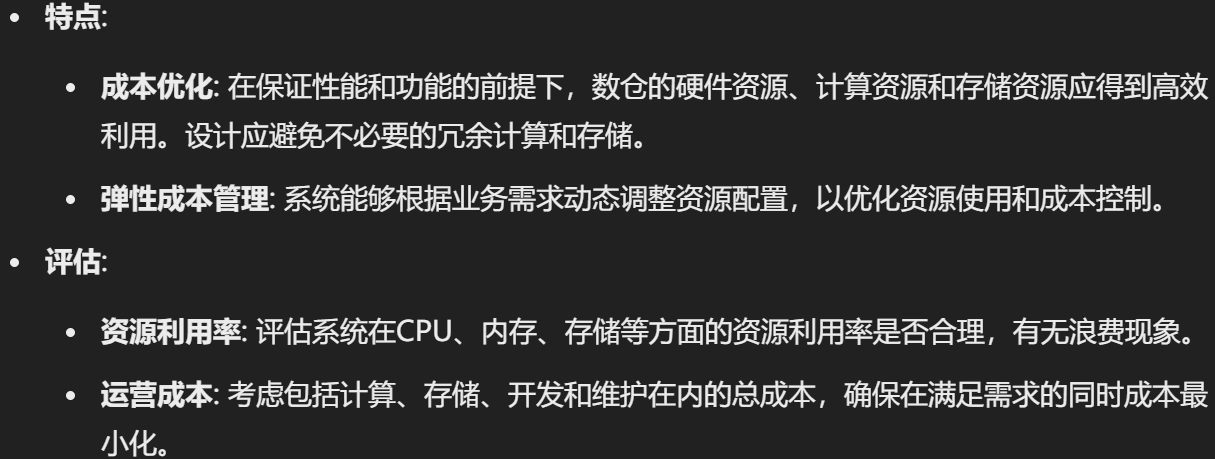 • 特点:
• 成本优化: 在保证性能和功能的前提下，数仓的硬件资源、计算资源和存储资源应得到高效
利用。设计应避免不必要的冗余计算和存储。
• 弹性成本管理: 系统能够根据业务需求动态调整资源配置，以优化资源使用和成本控制。
• 评估:
• 资源利用率: 评估系统在CPU、内存、存储等方面的资源利用率是否合理，有无浪费现象。
• 运营成本: 考虑包括计算、存储、开发和维护在内的总成本，确保在满足需求的同时成本最
小化。